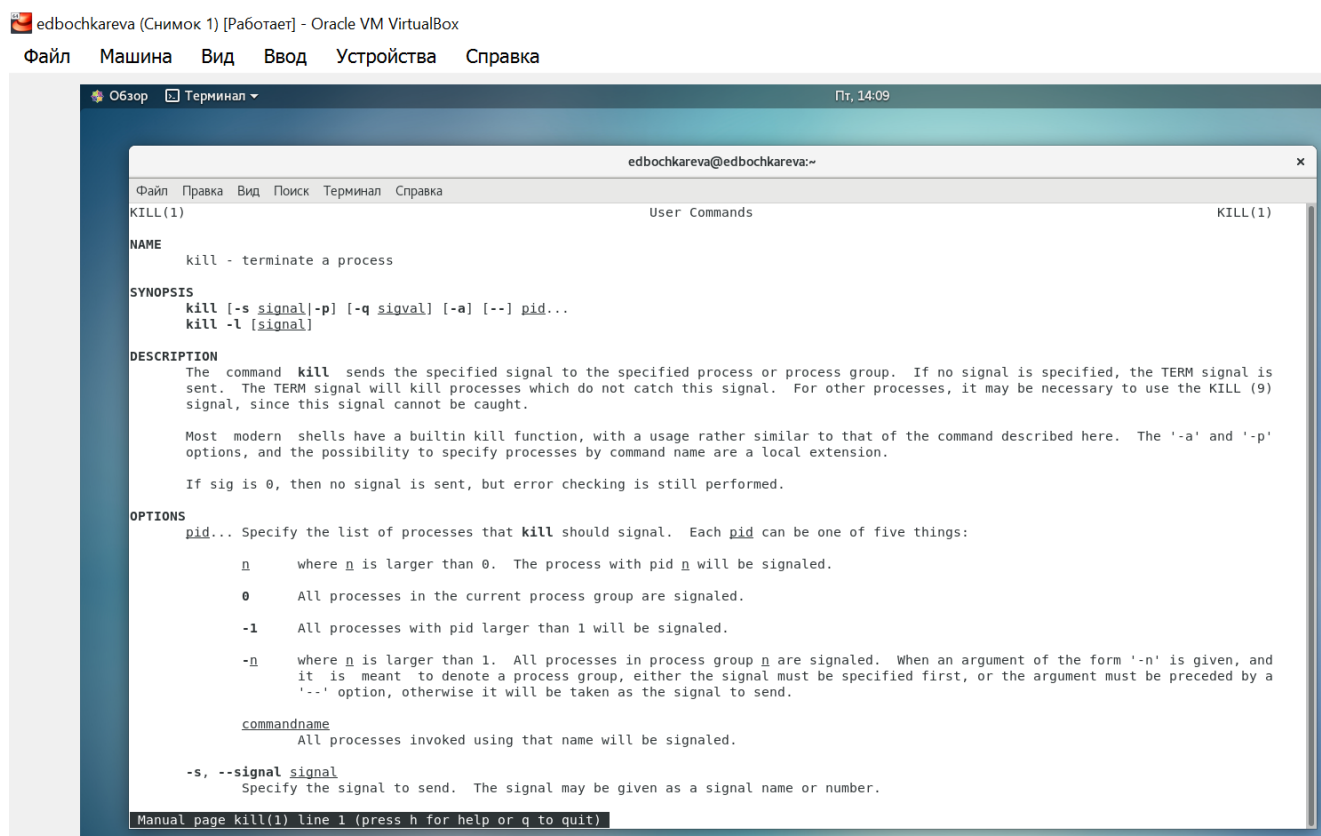 edbochkareva (Снимок 1) [Работает] - Oracle VM VirtualBox
Файл Машина Вид Ввод Устройства Справка
Обзор Терминал Пт, 14:09
edbochkareva@edbochkareva:~ ×
Файл Правка Вид Поиск Терминал Справка
KILL(1) User Commands KILL(1)
NAME
kill - terminate a process
SYNOPSIS
kill [-s signal|-p] [-q sigval] [-a] [--] pid...
kill -l [signal]
DESCRIPTION
The command kill sends the specified signal to the specified process or process group. If no signal is specified, the TERM signal is
sent. The TERM signal will kill processes which do not catch this signal. For other processes, it may be necessary to use the KILL (9)
signal, since this signal cannot be caught.
Most modern shells have a builtin kill function, with a usage rather similar to that of the command described here. The '-a' and '-p'
options, and the possibility to specify processes by command name are a local extension.
If sig is 0, then no signal is sent, but error checking is still performed.
OPTIONS
pid... Specify the list of processes that kill should signal. Each pid can be one of five things:
n where n is larger than 0. The process with pid n will be signaled.
0 All processes in the current process group are signaled.
-1 All processes with pid larger than 1 will be signaled.
-n where n is larger than 1. All processes in process group n are signaled. When an argument of the form '-n' is given, and
it is meant to denote a process group, either the signal must be specified first, or the argument must be preceded by a
'--' option, otherwise it will be taken as the signal to send.
commandname
All processes invoked using that name will be signaled.
-s, --signal signal
Specify the signal to send. The signal may be given as a signal name or number.
Manual page kill(1) line 1 (press h for help or q to quit)